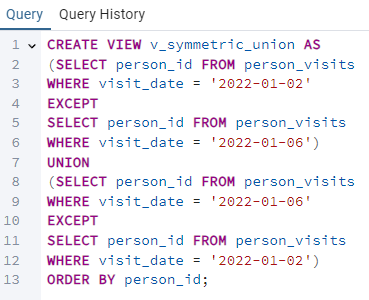 Query Query History
1 CREATE VIEW v_symmetric_union AS
2 (SELECT person_id FROM person_visits
3 WHERE visit_date = '2022-01-02'
4 EXCEPT
5 SELECT person_id FROM person_visits
6 WHERE visit_date = '2022-01-06')
7 UNION
8 (SELECT person_id FROM person_visits
9 WHERE visit_date = '2022-01-06'
10 EXCEPT
11 SELECT person_id FROM person_visits
12 WHERE visit_date = '2022-01-02')
13 ORDER BY person_id;